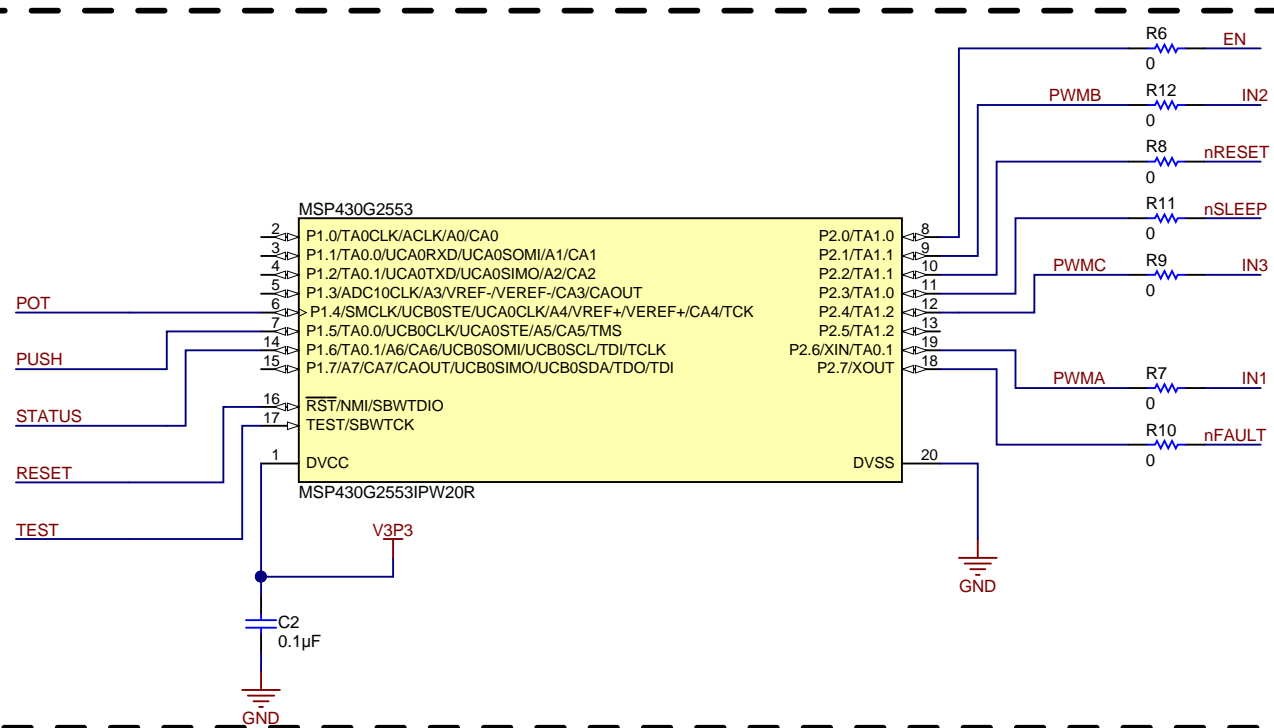 R6
EN
0
PWMB
R12
IN2
0
R8
nRESET
0
R11
nSLEEP
0
PWMC
R9
IN3
0
PWMA
R7
IN1
0
R10
nFAULT
0
MSP430G2553
2 P1.0/TA0CLK/ACLK/A0/CA0
3 P1.1/TA0.0/UCA0RXD/UCA0SOMI/A1/CA1
4 P1.2/TA0.1/UCA0TXD/UCA0SIMO/A2/CA2
5 P1.3/ADC10CLK/A3/VREF-/VEREF-/CA3/CAOUT
6 P1.4/SMCLK/UCB0STE/UCA0CLK/A4/VREF+/VEREF+/CA4/TCK
7 P1.5/TA0.0/UCB0CLK/UCA0STE/A5/CA5/TMS
14 P1.6/TA0.1/A6/CA6/UCB0SOMI/UCB0SCL/TDI/TCLK
15 P1.7/A7/CA7/CAOUT/UCB0SIMO/UCB0SDA/TDO/TDI
16 RST/NMI/SBWTDIO
17 TEST/SBWTCK
1 DVCC
P2.0/TA1.0 8
P2.1/TA1.1 9
P2.2/TA1.1 10
P2.3/TA1.0 11
P2.4/TA1.2 12
P2.5/TA1.2 13
P2.6/XIN/TA0.1 19
P2.7/XOUT 18
DVSS 20
MSP430G2553IPW20R
POT
PUSH
STATUS
RESET
TEST
V3P3
C2
0.1µF
GND
GND